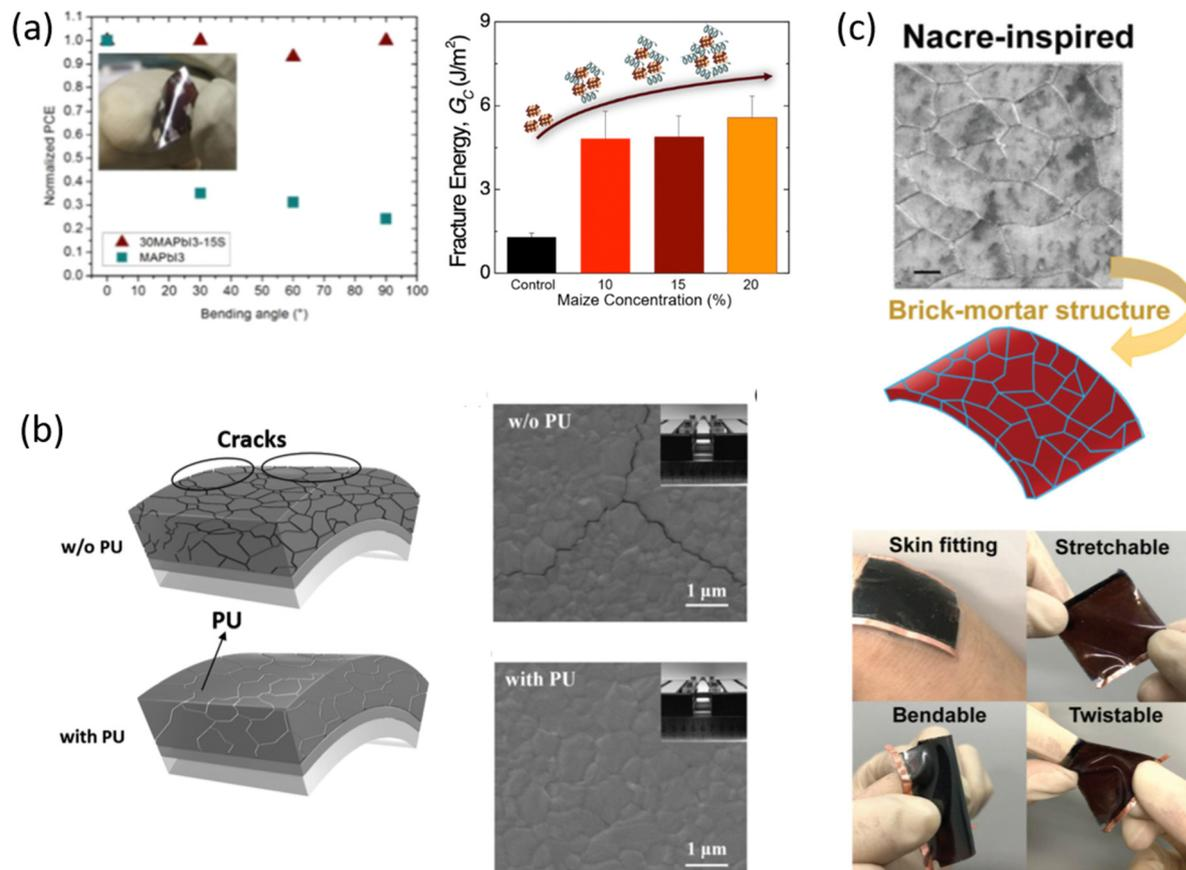 (a)
1.1
1.0
0.9
0.8
0.7
0.6
0.5
0.4
0.3
0.2
0.1
0.0
Normalized PCE
30MAPbI3-15S
MAPbI3
0 10 20 30 40 50 60 70 80 90 100
Bending angle (°)
9
6
3
0
Fracture Energy, G_C (J/m²)
Control 10 15 20
Maize Concentration (%)
(c)
Nacre-inspired
Brick-mortar structure
(b)
Cracks
w/o PU
PU
with PU
w/o PU
1 μm
with PU
1 μm
Skin fitting
Stretchable
Bendable
Twistable